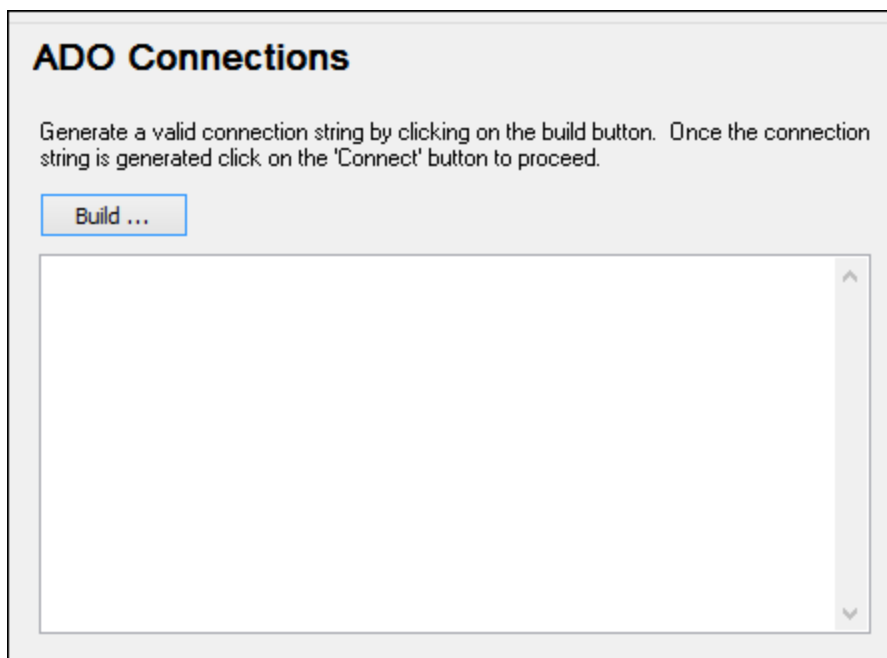 ADO Connections
Generate a valid connection string by clicking on the build button.  Once the connection
string is generated click on the 'Connect' button to proceed.
Build ...